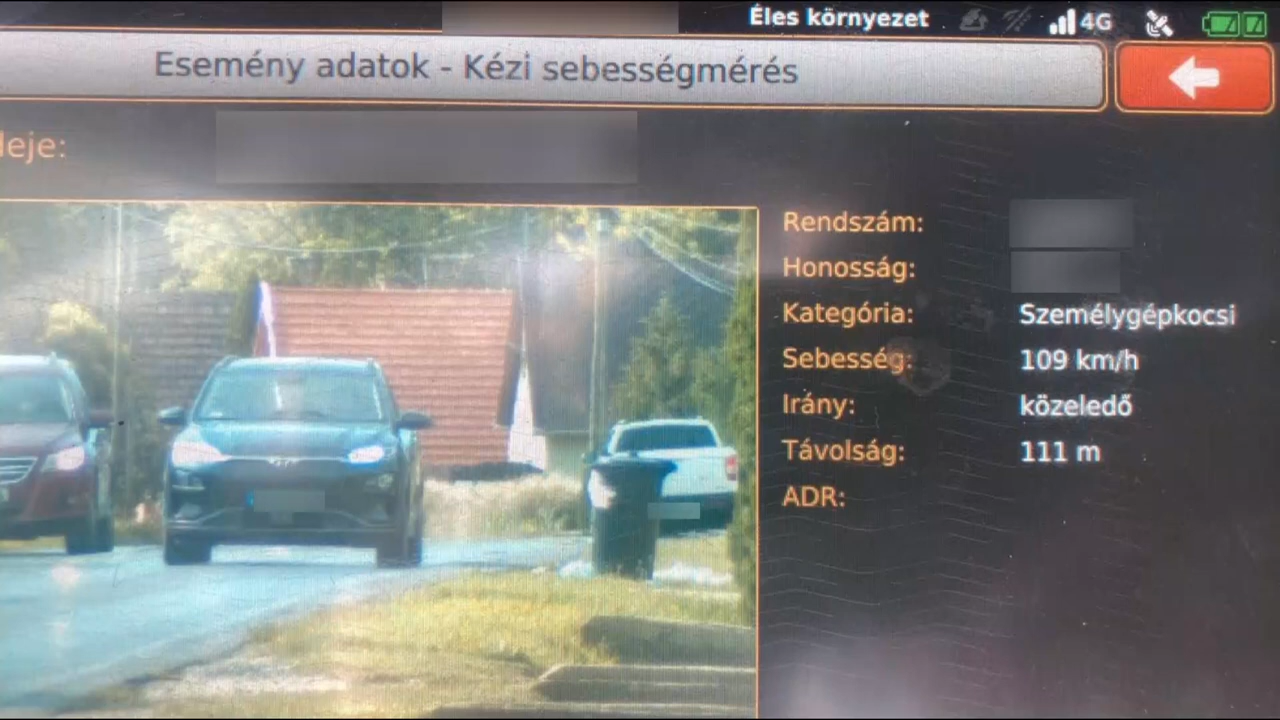 Éles környezet 4G
Esemény adatok - Kézi sebességmérés
deje:
Rendszám:
Honosság:
Kategória: Személygépkocsi
Sebesség: 109 km/h
Irány: közeledő
Távolság: 111 m
ADR: